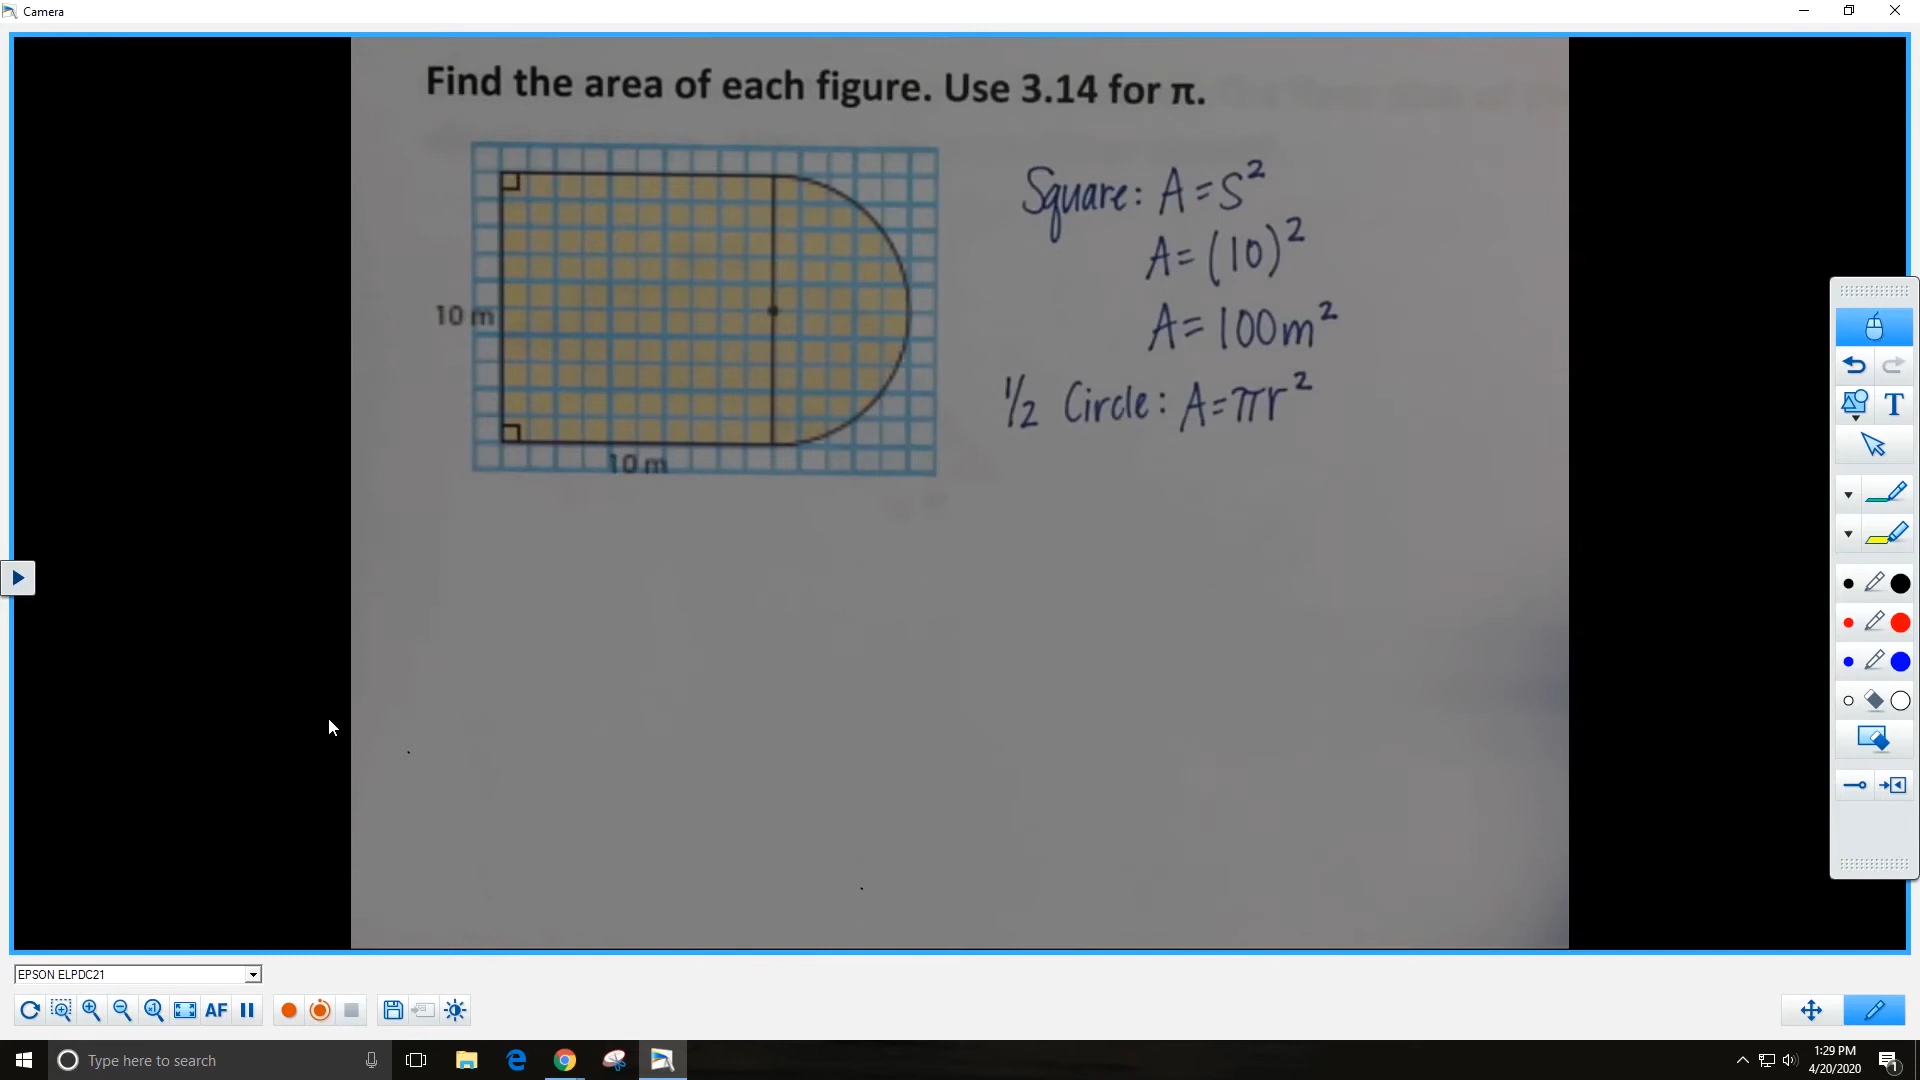 Camera
Find the area of each figure. Use 3.14 for π.
Square: A = S²
A = (10)²
A = 100m²
10 m
½ Circle: A = πr²
10 m
T
EPSON ELPDC21
AF
Type here to search
1:29 PM
4/20/2020
1